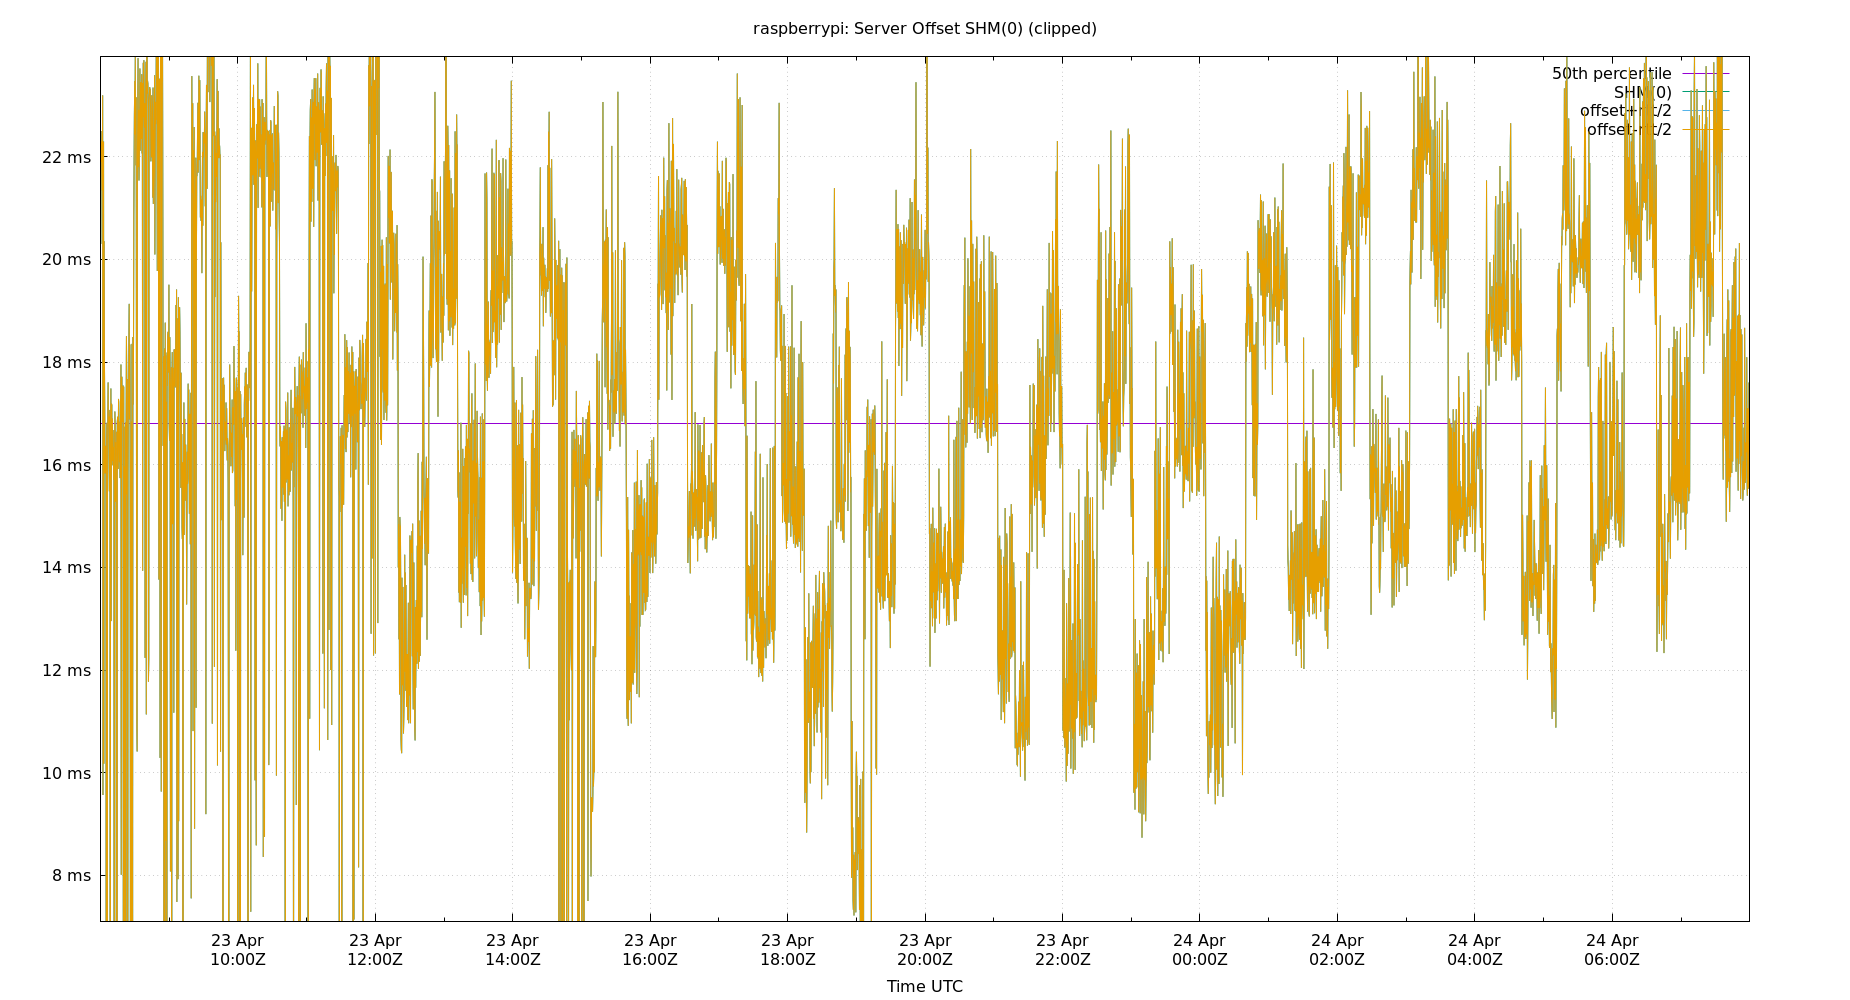 raspberrypi: Server Offset SHM(0) (clipped)
50th percentile
SHM(0)
offset+rtt/2
offset-rtt/2
22 ms
20 ms
18 ms
16 ms
14 ms
12 ms
10 ms
8 ms
23 Apr 23 Apr 23 Apr 23 Apr 23 Apr 23 Apr 23 Apr 24 Apr 24 Apr 24 Apr 24 Apr
10:00Z 12:00Z 14:00Z 16:00Z 18:00Z 20:00Z 22:00Z 00:00Z 02:00Z 04:00Z 06:00Z
Time UTC